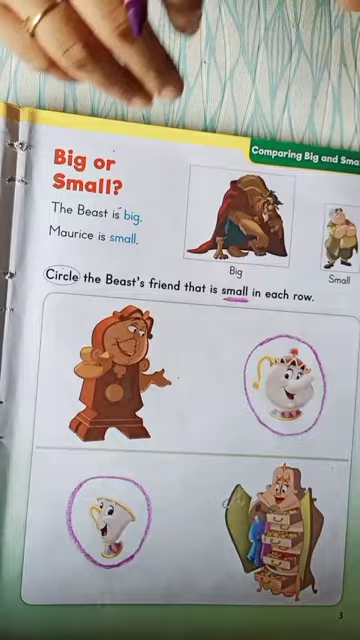 Comparing Big and Sma
Big or
Small?
The Beast is big.
Maurice is small.
Big
Small
Circle the Beast's friend that is small in each row.
3